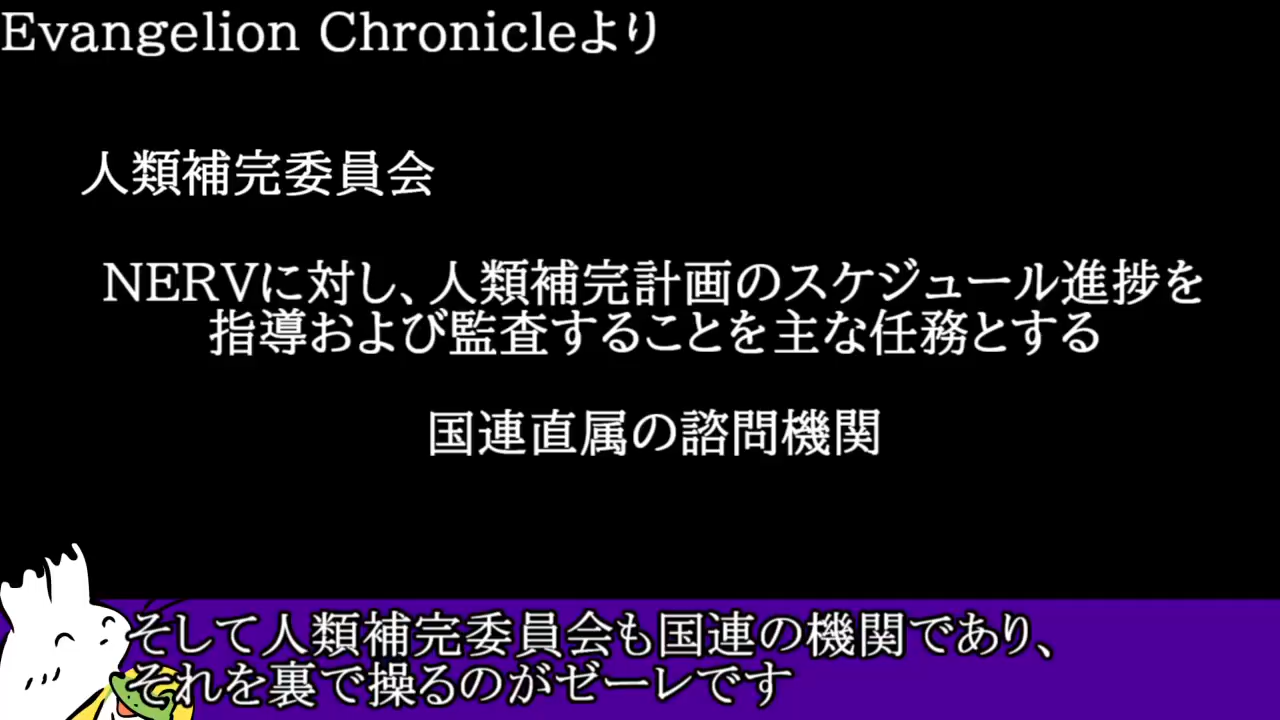 Evangelion Chronicleより
人類補完委員会
NERVに対し、人類補完計画のスケジュール進捗を
指導および監査することを主な任務とする
国連直属の諮問機関
そして人類補完委員会も国連の機関であり、
それを裏で操るのがゼーレです